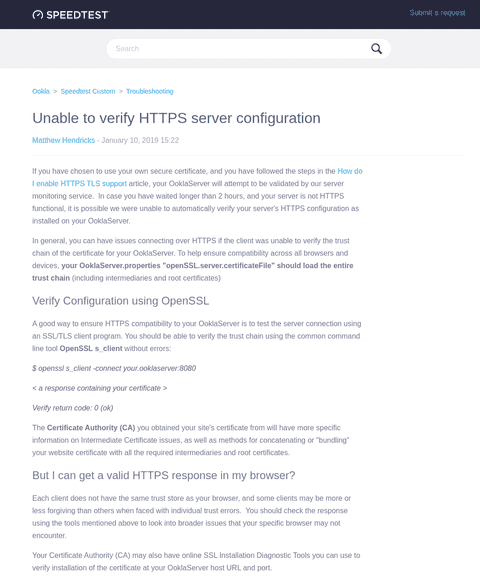 SPEEDTEST
Submit a request
Search
Ookla > Speedtest Custom > Troubleshooting
Unable to verify HTTPS server configuration
Matthew Hendricks - January 10, 2019 15:22
If you have chosen to use your own secure certificate, and you have followed the steps in the How do
I enable HTTPS TLS support article, your OoklaServer will attempt to be validated by our server
monitoring service.  In case you have waited longer than 2 hours, and your server is not HTTPS
functional, it is possible we were unable to automatically verify your server's HTTPS configuration as
installed on your OoklaServer.
In general, you can have issues connecting over HTTPS if the client was unable to verify the trust
chain of the certificate for your OoklaServer. To help ensure compatibility across all browsers and
devices, your OoklaServer.properties "openSSL.server.certificateFile" should load the entire
trust chain (including intermediaries and root certificates)
Verify Configuration using OpenSSL
A good way to ensure HTTPS compatibility to your OoklaServer is to test the server connection using
an SSL/TLS client program. You should be able to verify the trust chain using the common command
line tool OpenSSL s_client without errors:
$ openssl s_client -connect your.ooklaserver:8080
< a response containing your certificate >
Verify return code: 0 (ok)
The Certificate Authority (CA) you obtained your site's certificate from will have more specific
information on Intermediate Certificate issues, as well as methods for concatenating or "bundling"
your website certificate with all the required intermediaries and root certificates.
But I can get a valid HTTPS response in my browser?
Each client does not have the same trust store as your browser, and some clients may be more or
less forgiving than others when faced with individual trust errors.  You should check the response
using the tools mentioned above to look into broader issues that your specific browser may not
encounter.
Your Certificate Authority (CA) may also have online SSL Installation Diagnostic Tools you can use to
verify installation of the certificate at your OoklaServer host URL and port.